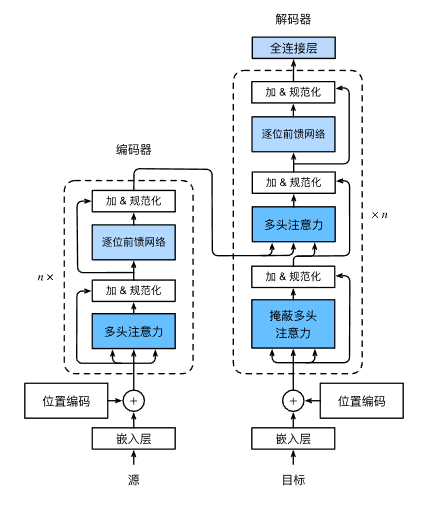 解码器
全连接层
加 & 规范化
逐位前馈网络
加 & 规范化
多头注意力
× n
加 & 规范化
掩蔽多头
注意力
位置编码
+
嵌入层
目标
编码器
加 & 规范化
逐位前馈网络
n ×
加 & 规范化
多头注意力
位置编码
+
嵌入层
源